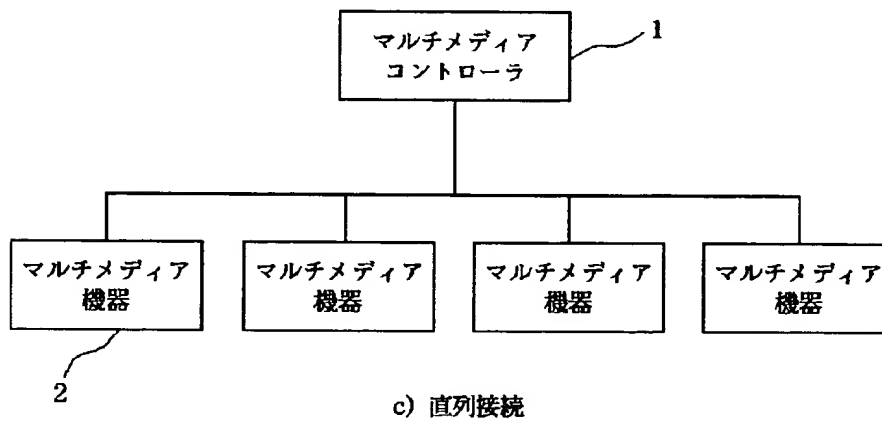 マルチメディア
コントローラ
1
マルチメディア
機器
マルチメディア
機器
マルチメディア
機器
マルチメディア
機器
2
c) 直列接続